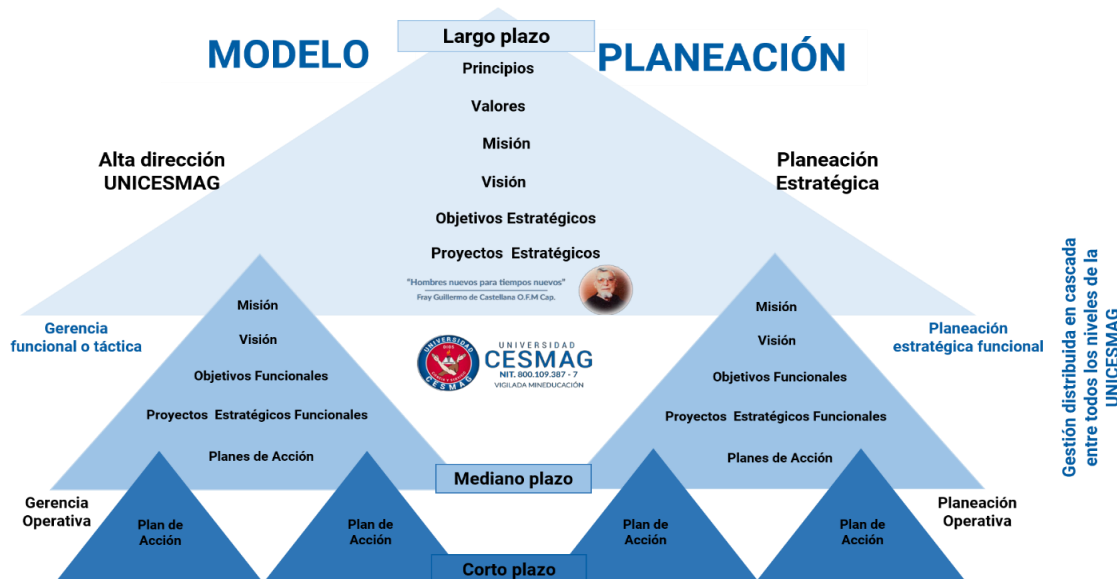 Largo plazo
MODELO
PLANEACIÓN
Principios
Valores
Misión
Visión
Objetivos Estratégicos
Proyectos Estratégicos
Alta dirección
UNICESMAG
Planeación
Estratégica
"Hombres nuevos para tiempos nuevos"
Fray Guillermo de Castellana O.F.M Cap.
Gerencia
funcional o táctica
Misión
Visión
Objetivos Funcionales
Proyectos Estratégicos Funcionales
Planes de Acción
UNIVERSIDAD
CESMAG
UNIVERSIDAD
CESMAG
NIT. 800.109.387 - 7
VIGILADA MINEDUCACIÓN
Misión
Visión
Objetivos Funcionales
Proyectos Estratégicos Funcionales
Planes de Acción
Planeación
estratégica funcional
Gestión distribuida en cascada
entre todos los niveles de la
UNICESMAG
Mediano plazo
Gerencia
Operativa
Plan de
Acción
Plan de
Acción
Plan de
Acción
Plan de
Acción
Planeación
Operativa
Corto plazo